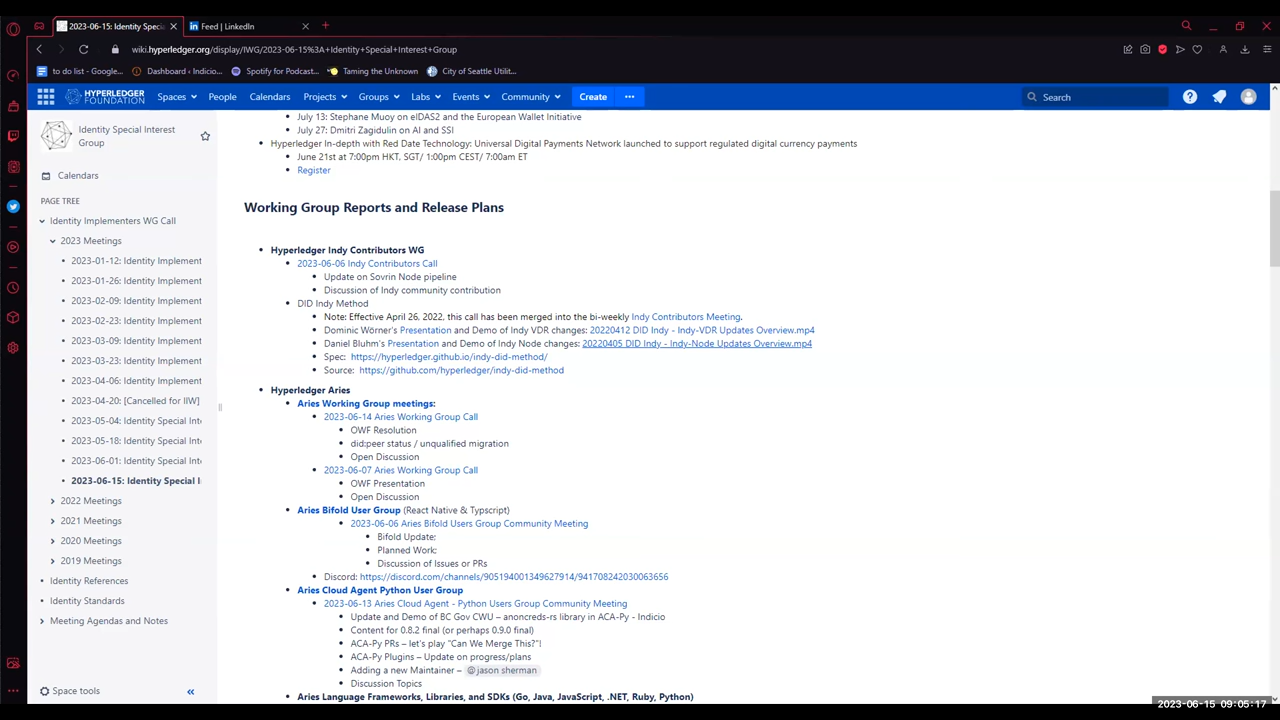 2023-06-15: Identity Speci
Feed | LinkedIn
wiki.hyperledger.org/display/IWG/2023-06-15%3A+Identity+Special+Interest+Group
to do list - Google...
Dashboard ‹ Indicio...
Spotify for Podcast...
Taming the Unknown
City of Seattle Utilit...
HYPERLEDGER FOUNDATION
Spaces
People
Calendars
Projects
Groups
Labs
Events
Community
Create
Search
Identity Special Interest
Group
Calendars
PAGE TREE
Identity Implementers WG Call
2023 Meetings
2023-01-12: Identity Implement
2023-01-26: Identity Implement
2023-02-09: Identity Implement
2023-02-23: Identity Implement
2023-03-09: Identity Implement
2023-03-23: Identity Implement
2023-04-06: Identity Implement
2023-04-20: [Cancelled for IIW]
2023-05-04: Identity Special Int
2023-05-18: Identity Special Int
2023-06-01: Identity Special Int
2023-06-15: Identity Special I
2022 Meetings
2021 Meetings
2020 Meetings
2019 Meetings
Identity References
Identity Standards
Meeting Agendas and Notes
Space tools
July 13: Stephane Muoy on eIDAS2 and the European Wallet Initiative
July 27: Dmitri Zagidulin on AI and SSI
Hyperledger In-depth with Red Date Technology: Universal Digital Payments Network launched to support regulated digital currency payments
June 21st at 7:00pm HKT, SGT/ 1:00pm CEST/ 7:00am ET
Register
Working Group Reports and Release Plans
Hyperledger Indy Contributors WG
2023-06-06 Indy Contributors Call
Update on Sovrin Node pipeline
Discussion of Indy community contribution
DID Indy Method
Note: Effective April 26, 2022, this call has been merged into the bi-weekly Indy Contributors Meeting.
Dominic Wörner's Presentation and Demo of Indy VDR changes: 20220412 DID Indy - Indy-VDR Updates Overview.mp4
Daniel Bluhm's Presentation and Demo of Indy Node changes: 20220405 DID Indy - Indy-Node Updates Overview.mp4
Spec: https://hyperledger.github.io/indy-did-method/
Source: https://github.com/hyperledger/indy-did-method
Hyperledger Aries
Aries Working Group meetings:
2023-06-14 Aries Working Group Call
OWF Resolution
did:peer status / unqualified migration
Open Discussion
2023-06-07 Aries Working Group Call
OWF Presentation
Open Discussion
Aries Bifold User Group (React Native & Typscript)
2023-06-06 Aries Bifold Users Group Community Meeting
Bifold Update;
Planned Work;
Discussion of Issues or PRs
Discord: https://discord.com/channels/905194001349627914/941708242030063656
Aries Cloud Agent Python User Group
2023-06-13 Aries Cloud Agent - Python Users Group Community Meeting
Update and Demo of BC Gov CWU – anoncreds-rs library in ACA-Py - Indicio
Content for 0.8.2 final (or perhaps 0.9.0 final)
ACA-Py PRs – let's play "Can We Merge This?"!
ACA-Py Plugins – Update on progress/plans
Adding a new Maintainer – @jason sherman
Discussion Topics
Aries Language Frameworks, Libraries, and SDKs (Go, Java, JavaScript, .NET, Ruby, Python)
2023-06-15 09:05:17